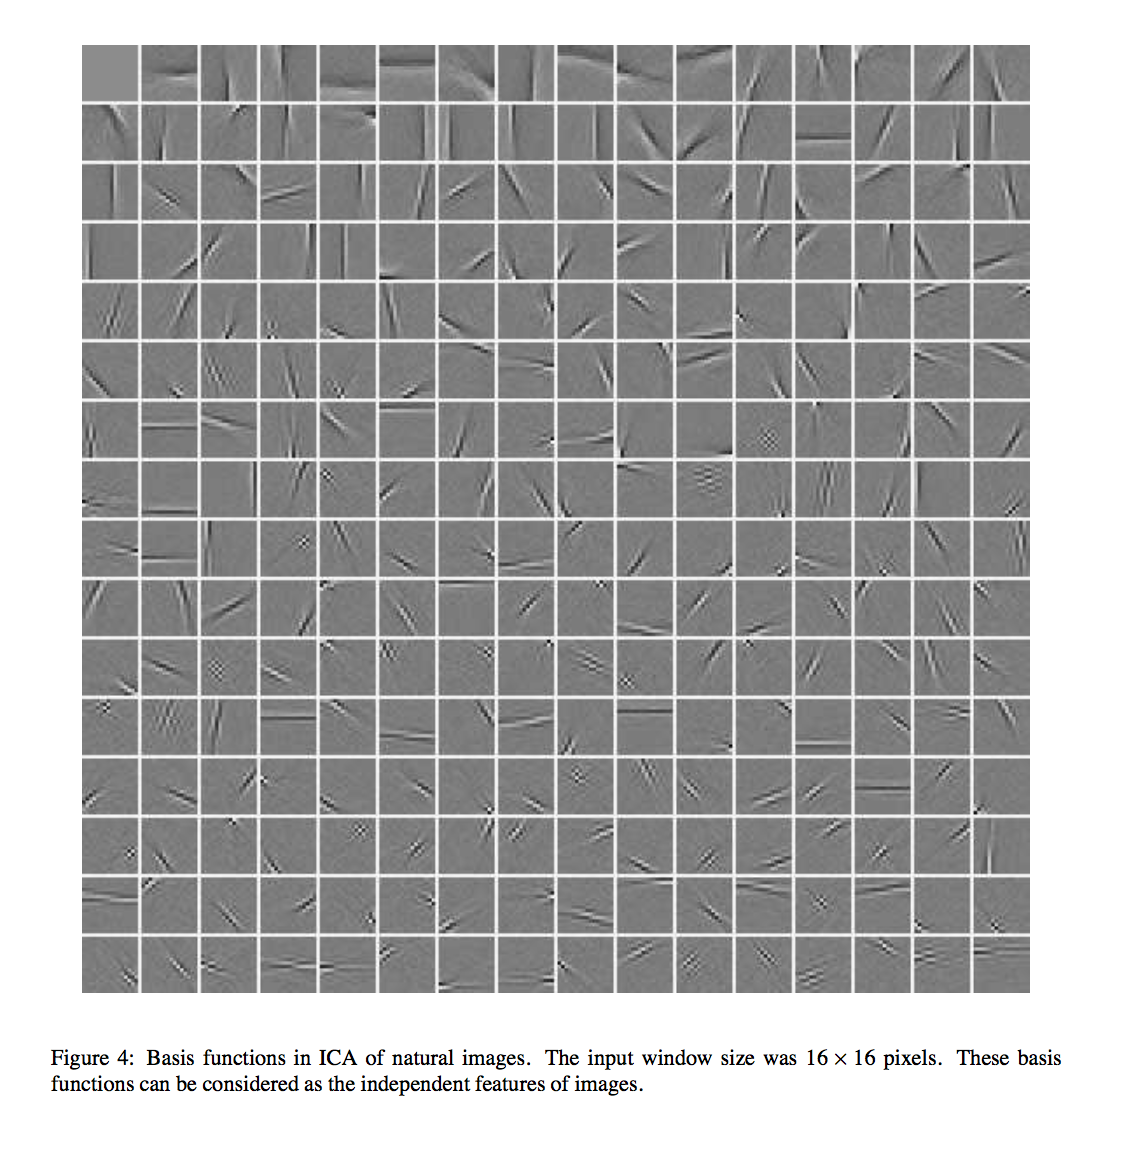 Figure 4: Basis functions in ICA of natural images. The input window size was 16 × 16 pixels. These basis
functions can be considered as the independent features of images.